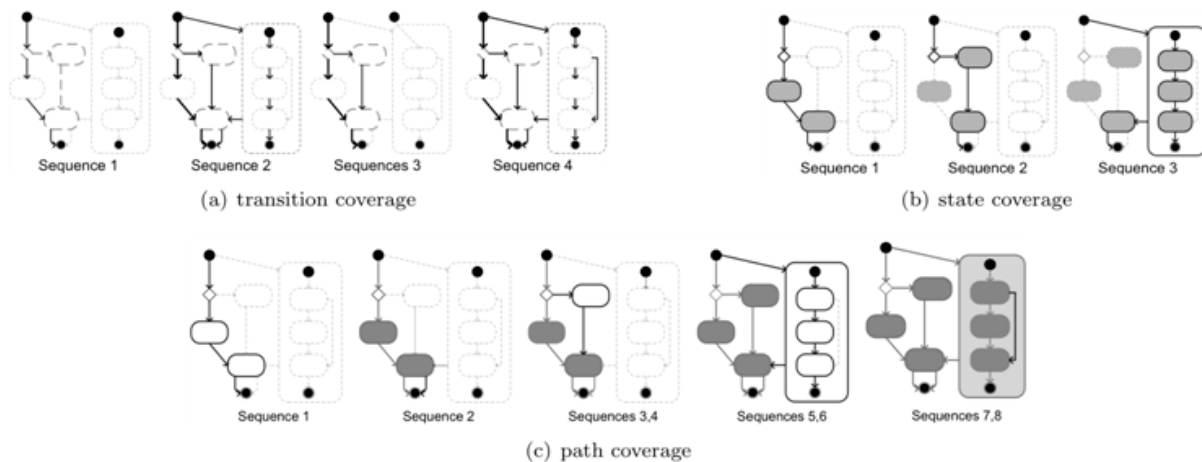 Sequence 1 Sequence 2 Sequences 3 Sequence 4
(a) transition coverage
Sequence 1 Sequence 2 Sequence 3
(b) state coverage
Sequence 1 Sequence 2 Sequences 3,4 Sequences 5,6 Sequences 7,8
(c) path coverage